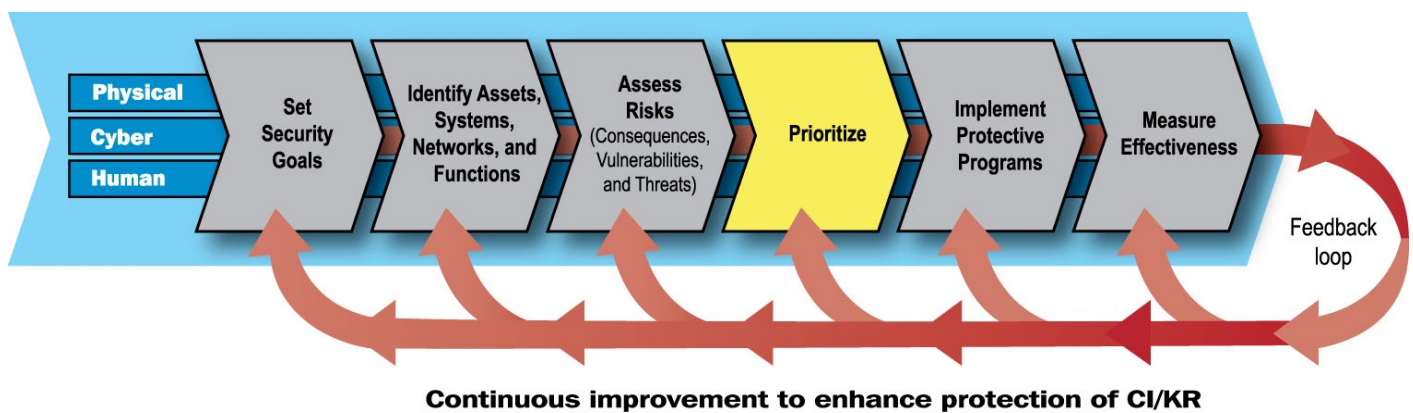 Physical
Cyber
Human
Set
Security
Goals
Identify Assets,
Systems,
Networks, and
Functions
Assess
Risks
(Consequences,
Vulnerabilities,
and Threats)
Prioritize
Implement
Protective
Programs
Measure
Effectiveness
Feedback
loop
Continuous improvement to enhance protection of CI/KR